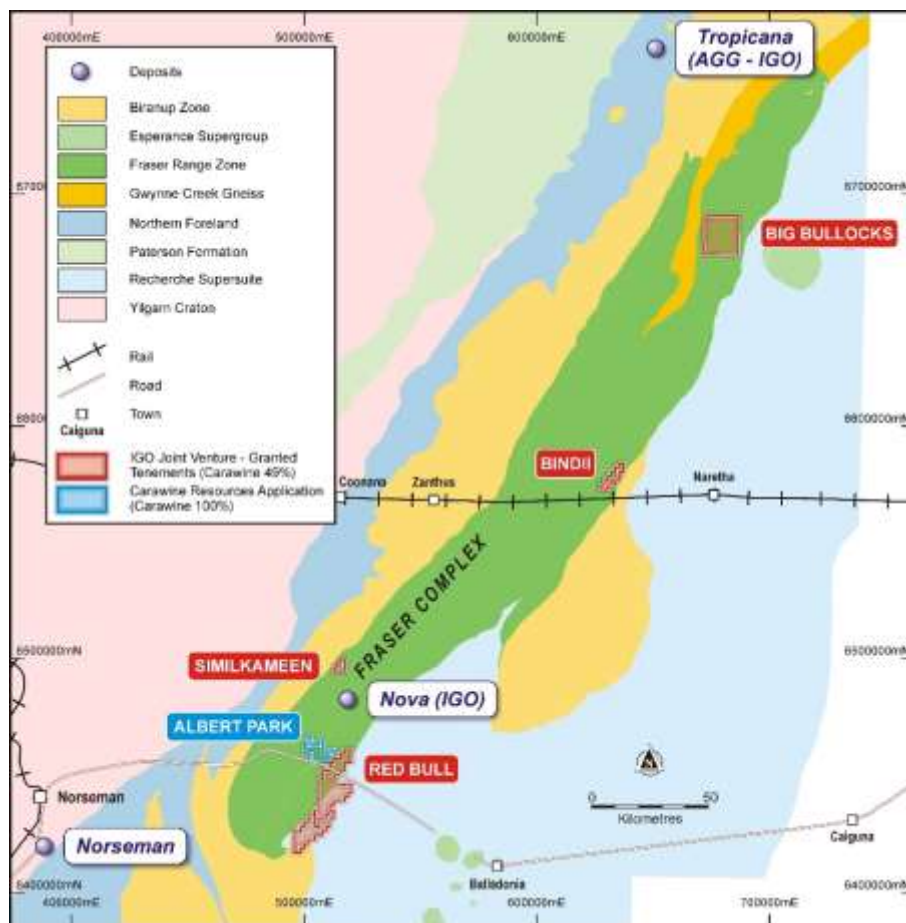 400000mE
500000mE
600000mE
700000mE
Tropicana
(AGG - IGO)
Deposits
Biranup Zone
Esperance Supergroup
Fraser Range Zone
Gwynne Creek Gneiss
Northern Foreland
Paterson Formation
Recherche Supersuite
Yilgarn Craton
Rail
Road
Town
Caiguna
IGO Joint Venture - Granted
Tenements (Carawine 49%)
Carawine Resources Application
(Carawine 100%)
6700000mN
BIG BULLOCKS
6600000mN
BINDII
Coonana
Zanthus
Naretha
FRASER COMPLEX
6500000mN
6500000mN
SIMILKAMEEN
Nova (IGO)
ALBERT PARK
RED BULL
N
0
50
Kilometres
Norseman
Norseman
Caiguna
Balladonia
6400000mN
6400000mN
400000mE
500000mE
600000mE
700000mE